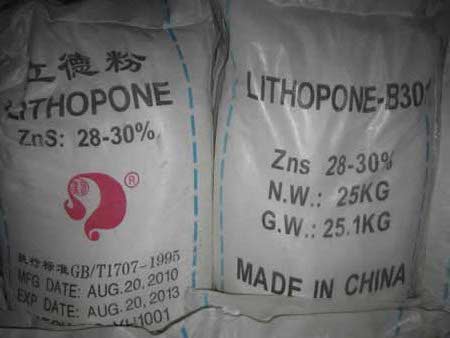 立德粉
LITHOPONE
ZnS: 28-30%
®
执行标准GB/T1707-1995
MFG DATE: AUG.20, 2010
EXP DATE: AUG.20, 2013
LITHOPONE-B301
Zns 28-30%
N.W.: 25KG
G.W.: 25.1KG
MADE IN CHINA